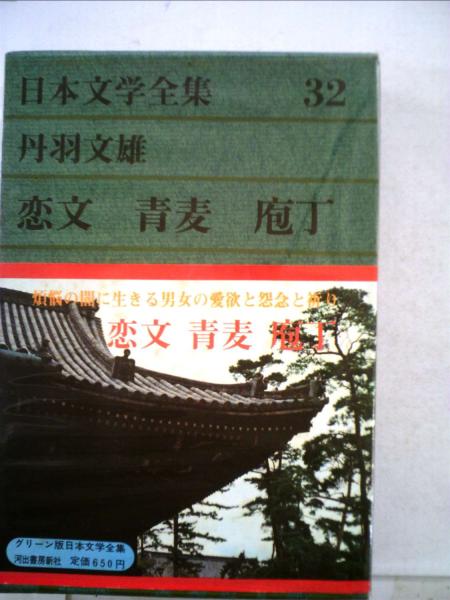 日本文学全集 32
丹羽文雄
恋文 青麦 庖丁
煩悩の闇に生きる男女の愛欲と怨念と祈り
恋文 青麦 庖丁
グリーン版日本文学全集
河出書房新社 定価650円